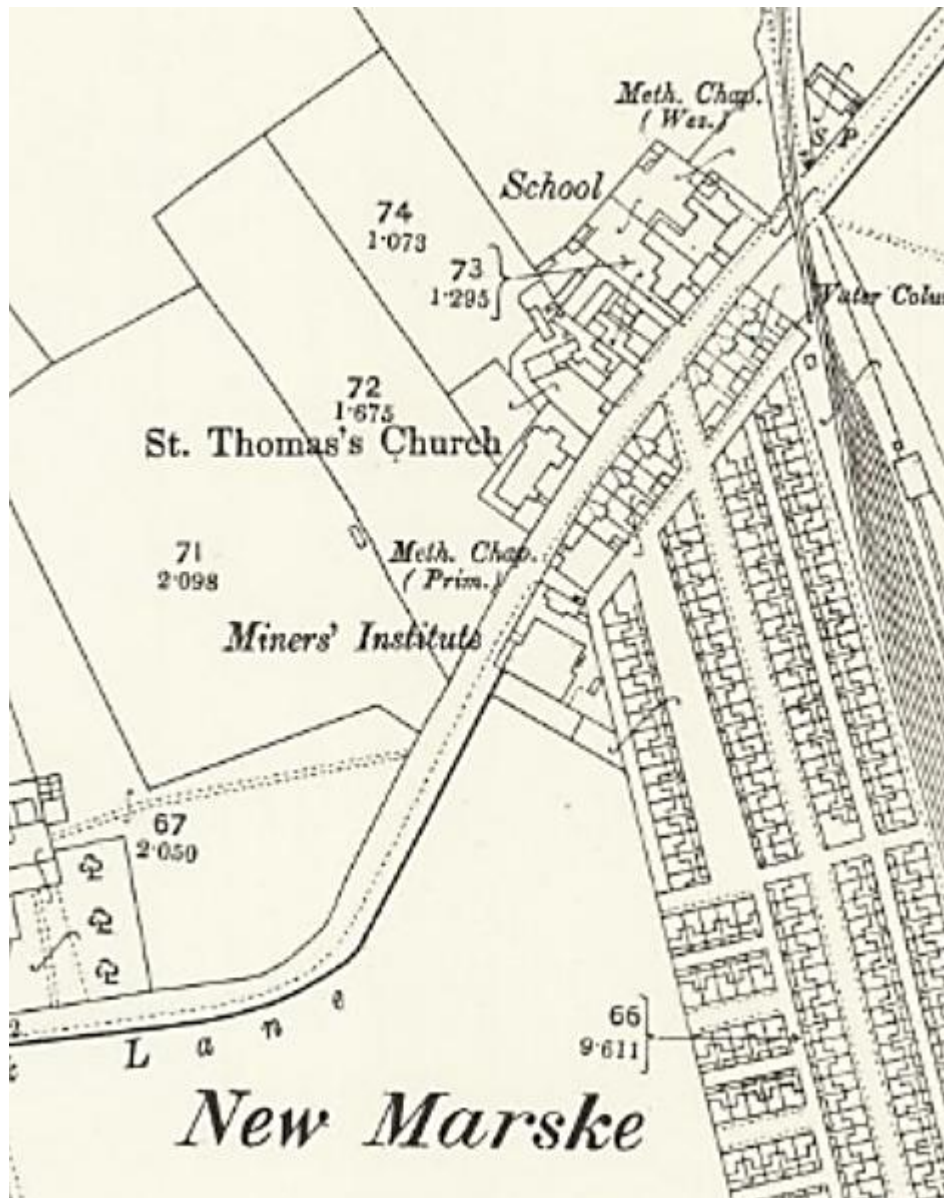 Meth. Chap.
( Wes. )
S. P
School
74
1·073
73
1·295
Water Colu
72
1·675
St. Thomas's Church
71
2·098
Meth. Chap.
( Prim. )
Miners' Institute
67
2·050
66
9·611
Lane
New Marske